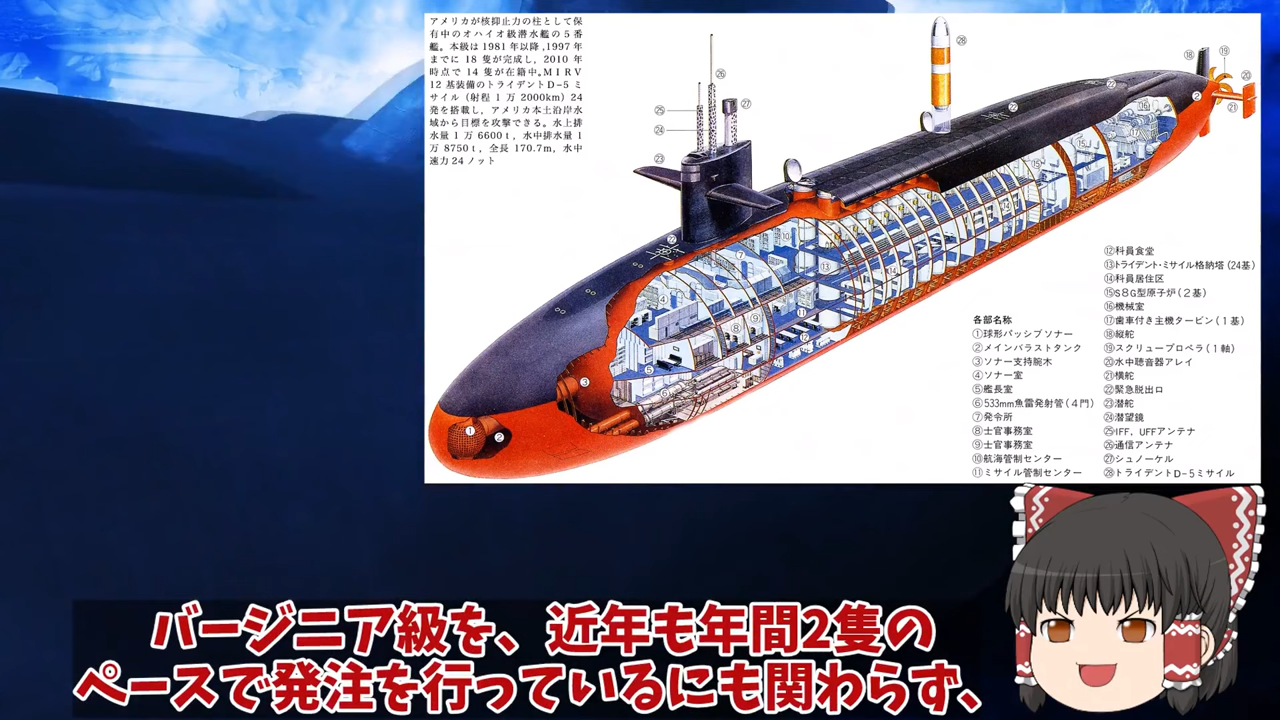 アメリカが核抑止力の柱として保
有中のオハイオ級潜水艦の5番
艦。本級は1981年以降,1997年
までに18隻が完成し,2010年
時点で14隻が在籍中。MIRV
12基装備のトライデントD-5ミ
サイル(射程1万2000km)24
発を搭載し,アメリカ本土沿岸水
域から目標を攻撃できる。水上排
水量1万6600t,水中排水量1
万8750t,全長170.7m,水中
速力24ノット
各部名称
①球形パッシブソナー
②メインバラストタンク
③ソナー支持腕木
④ソナー室
⑤艦長室
⑥533mm魚雷発射管(4門)
⑦発令所
⑧士官事務室
⑨士官事務室
⑩航海管制センター
⑪ミサイル管制センター
⑫科員食堂
⑬トライデント・ミサイル格納塔(24基)
⑭科員居住区
⑮S8G型原子炉(2基)
⑯機械室
⑰歯車付き主機タービン(1基)
⑱縦舵
⑲スクリュープロペラ(1軸)
⑳水中聴音器アレイ
㉑横舵
㉒緊急脱出口
㉓潜舵
㉔潜望鏡
㉕IFF,UFFアンテナ
㉖通信アンテナ
㉗シュノーケル
㉘トライデントD-5ミサイル
バージニア級を、近年も年間2隻の
ペースで発注を行っているにも関わらず、